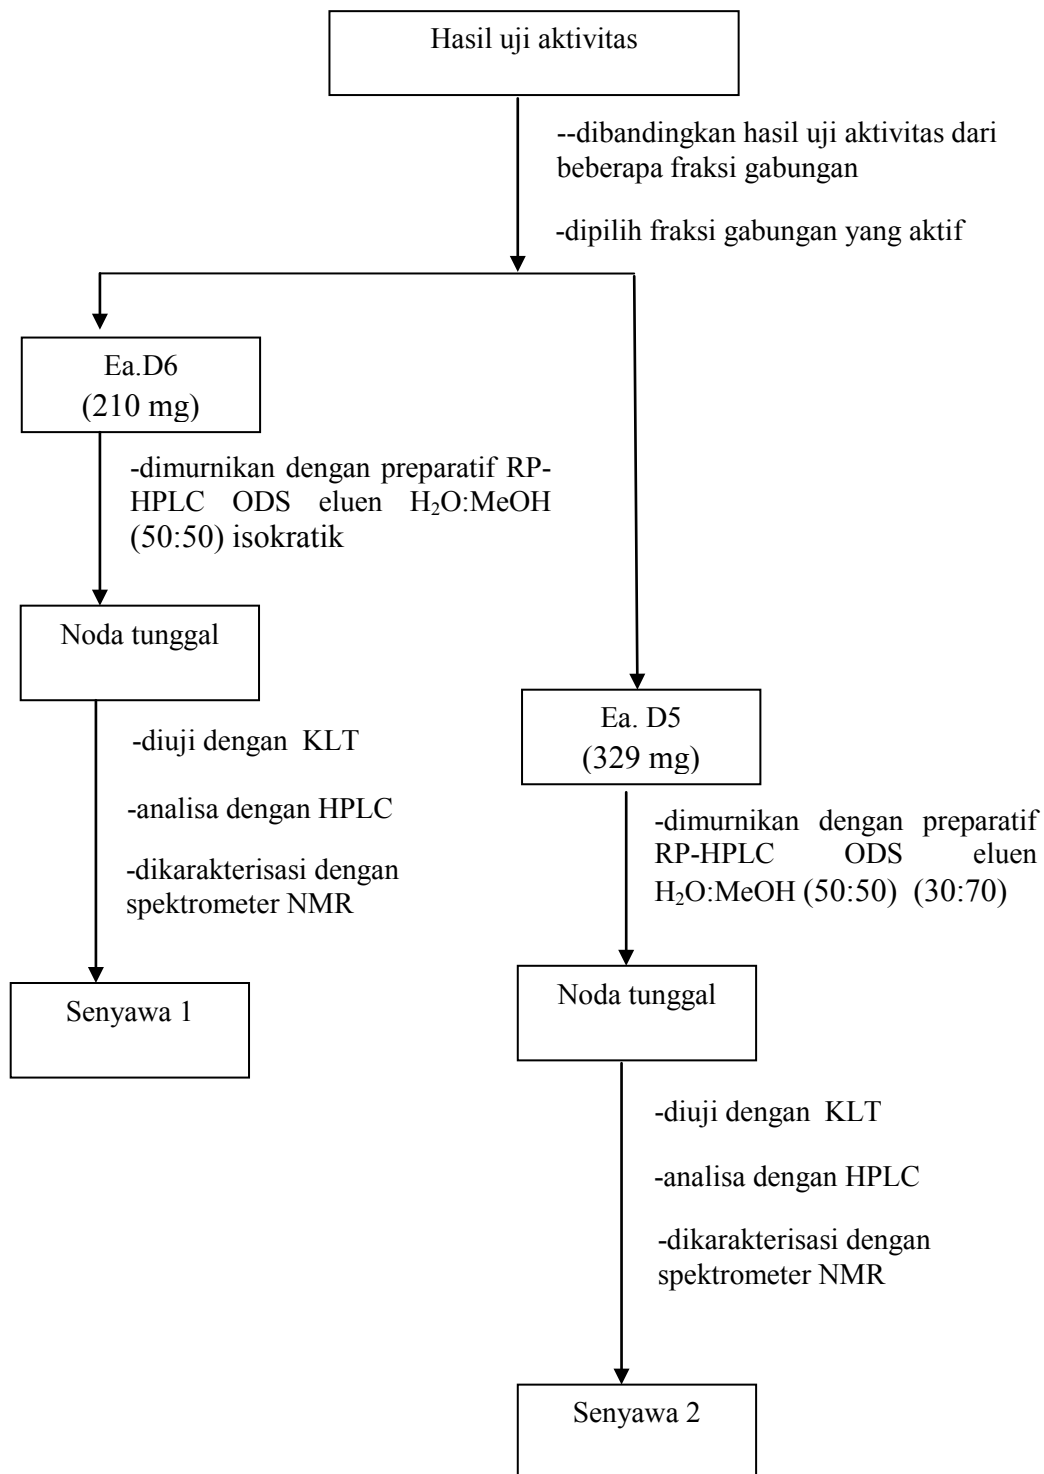 Hasil uji aktivitas
--dibandingkan hasil uji aktivitas dari
beberapa fraksi gabungan
-dipilih fraksi gabungan yang aktif
Ea.D6
(210 mg)
-dimurnikan dengan preparatif RP-
HPLC ODS eluen H₂O:MeOH
(50:50) isokratik
Noda tunggal
-diuji dengan KLT
-analisa dengan HPLC
-dikarakterisasi dengan
spektrometer NMR
Senyawa 1
Ea. D5
(329 mg)
-dimurnikan dengan preparatif
RP-HPLC ODS eluen
H₂O:MeOH (50:50) (30:70)
Noda tunggal
-diuji dengan KLT
-analisa dengan HPLC
-dikarakterisasi dengan
spektrometer NMR
Senyawa 2